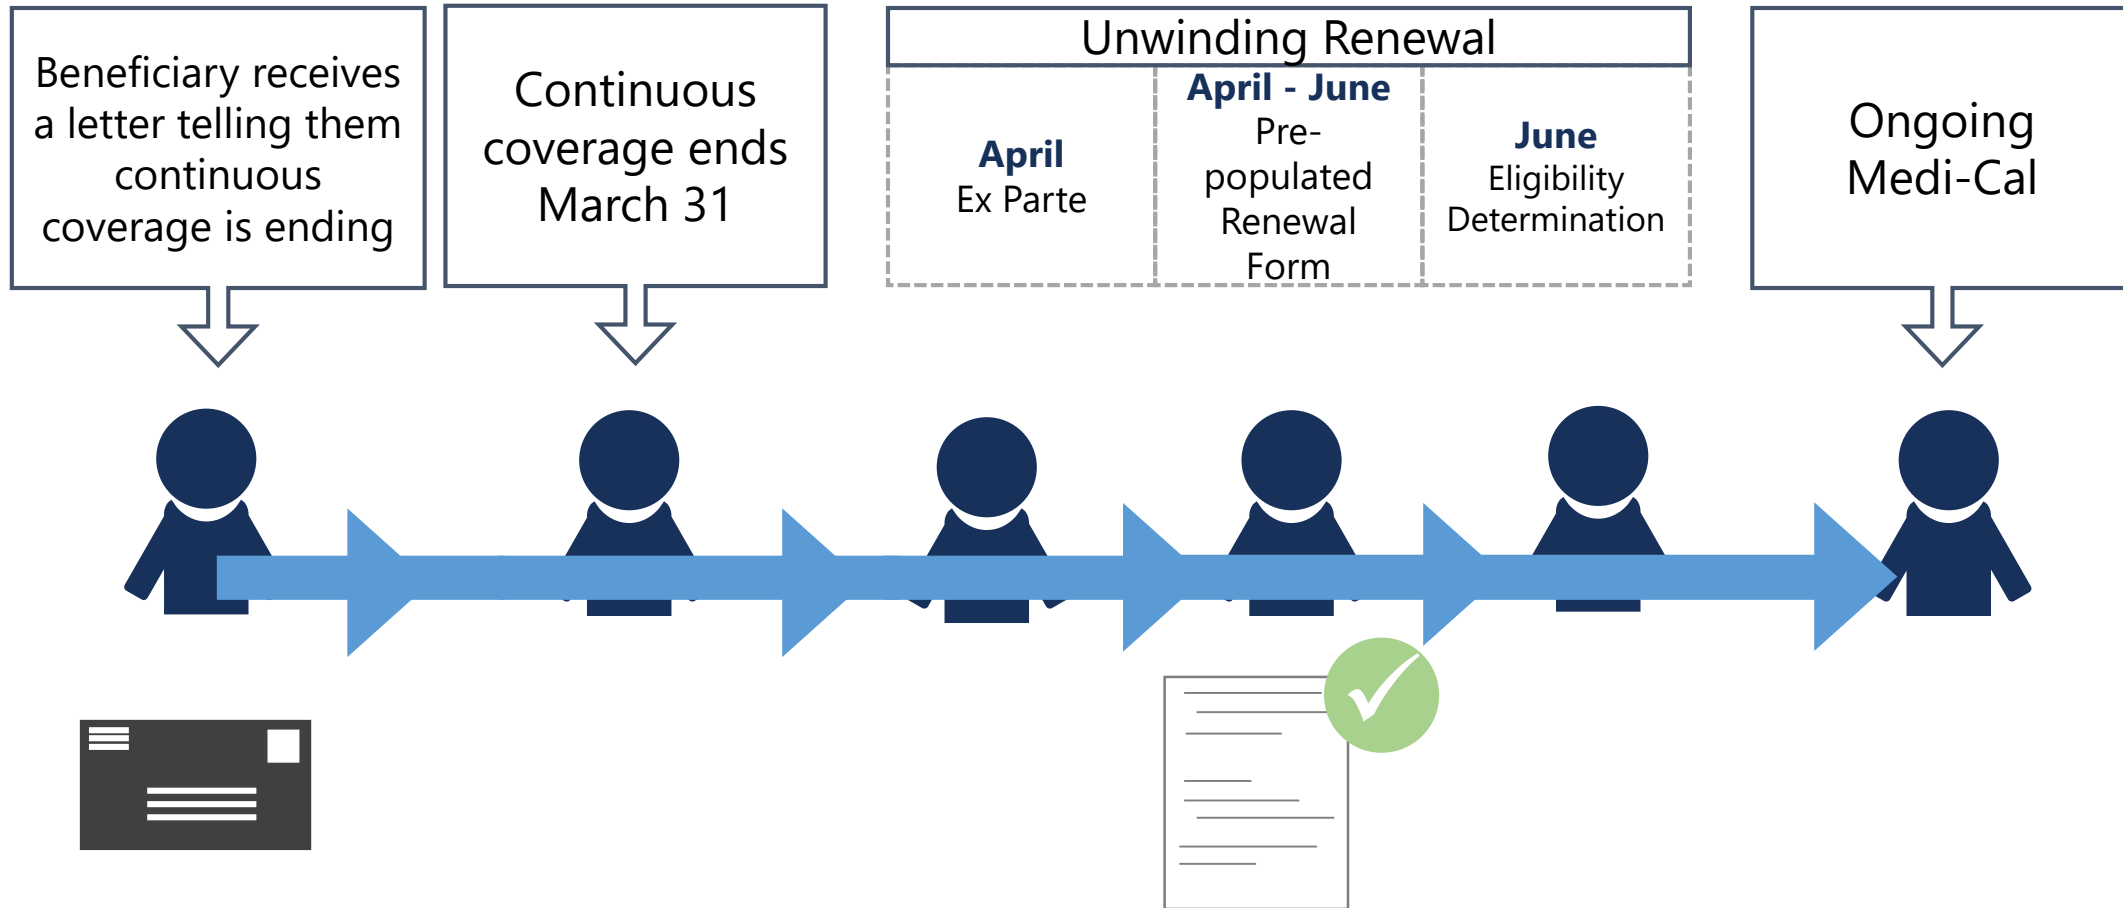 Beneficiary receives
a letter telling them
continuous
coverage is ending
Continuous
coverage ends
March 31
Unwinding Renewal
April
Ex Parte
April - June
Pre-
populated
Renewal
Form
June
Eligibility
Determination
Ongoing
Medi-Cal